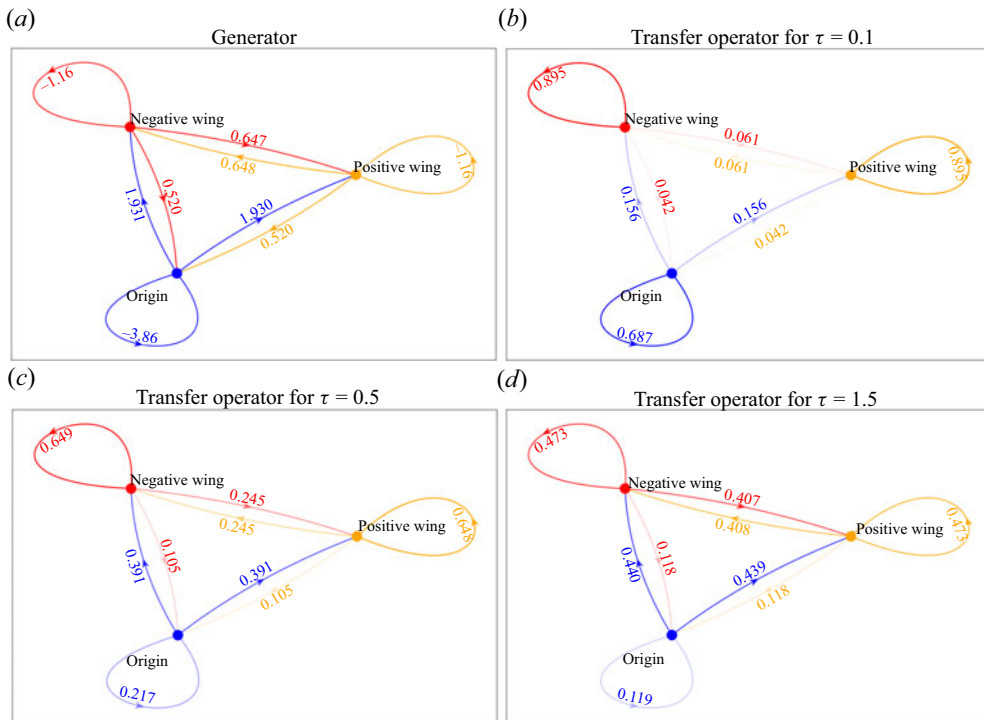 (a)
Generator
−1.16
Negative wing
0.647
0.648
Positive wing
−1.16
0.520
1.931
1.930
0.520
Origin
−3.86
(b)
Transfer operator for τ = 0.1
0.895
Negative wing
0.061
0.061
Positive wing
0.895
0.042
0.156
0.156
0.042
Origin
0.687
(c)
Transfer operator for τ = 0.5
0.649
Negative wing
0.245
0.245
Positive wing
0.648
0.105
0.391
0.391
0.105
Origin
0.217
(d)
Transfer operator for τ = 1.5
0.473
Negative wing
0.407
0.408
Positive wing
0.473
0.118
0.440
0.439
0.118
Origin
0.119